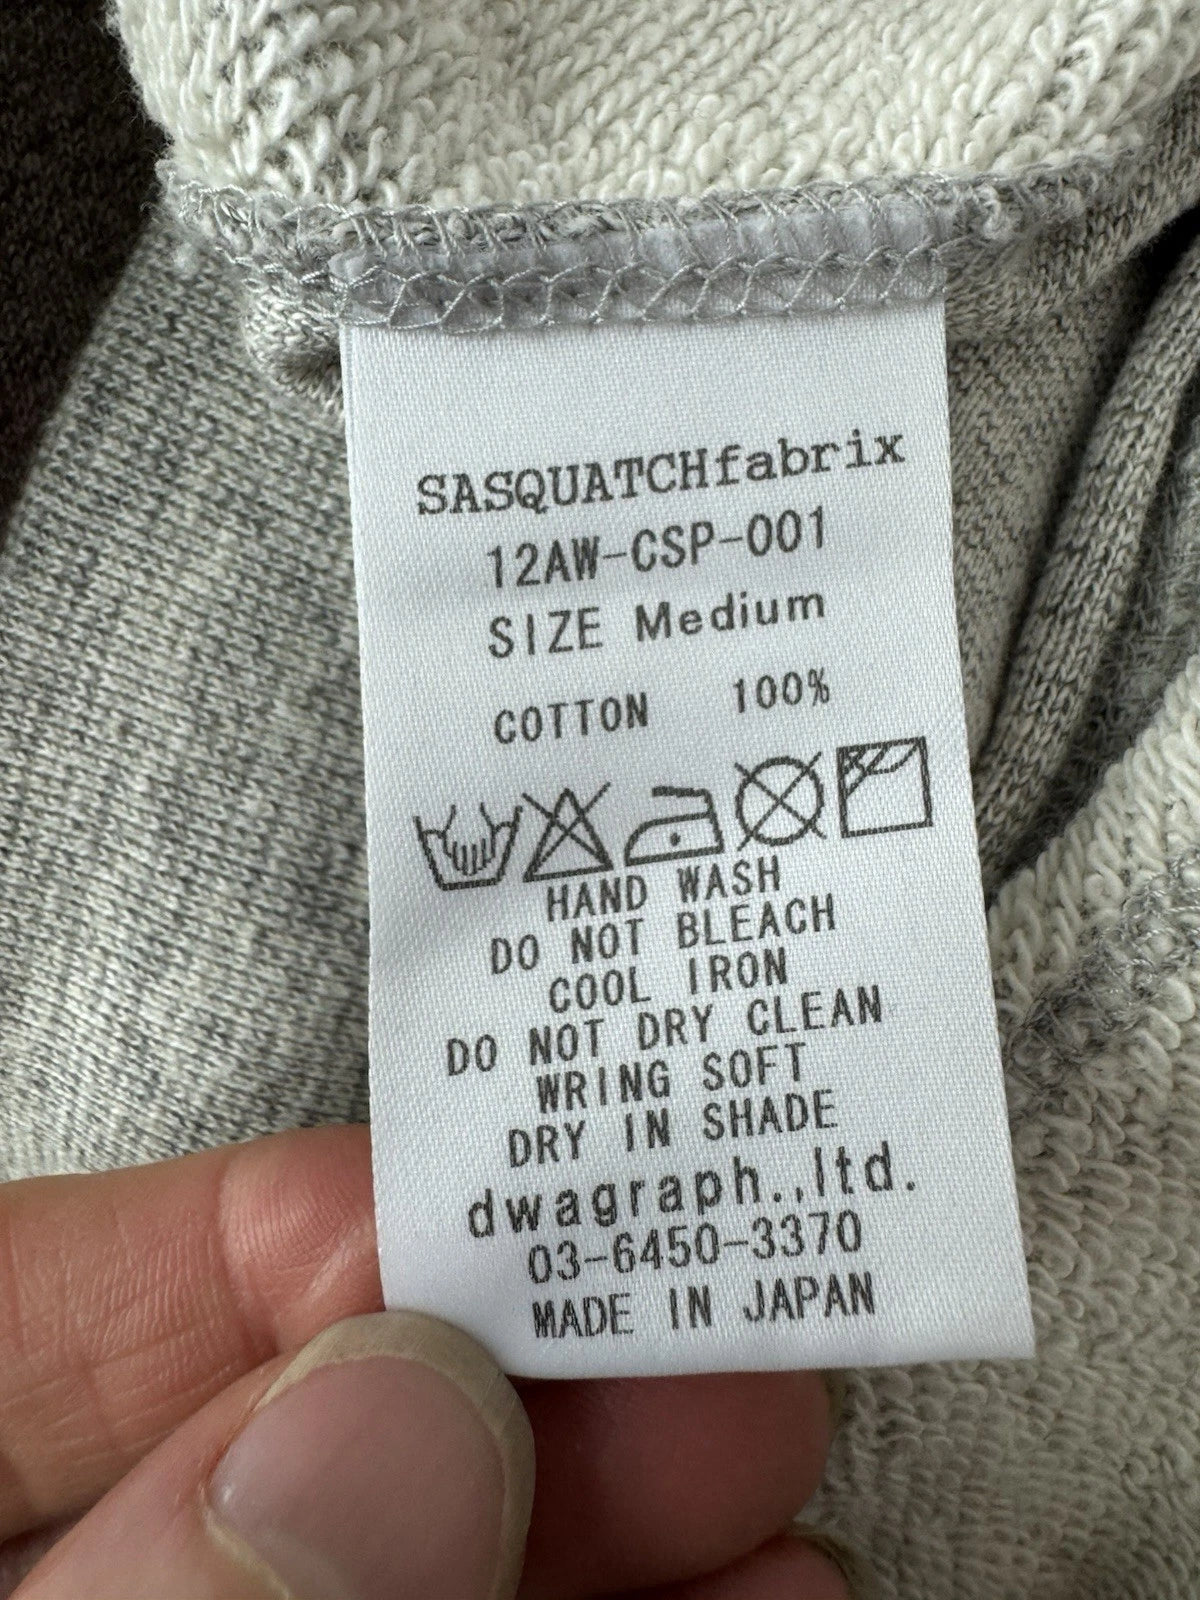 SASQUATCHfabrix
12AW-CSP-001
SIZE Medium
COTTON 100%
HAND WASH
DO NOT BLEACH
COOL IRON
DO NOT DRY CLEAN
WRING SOFT
DRY IN SHADE
dwagraph.,ltd.
03-6450-3370
MADE IN JAPAN